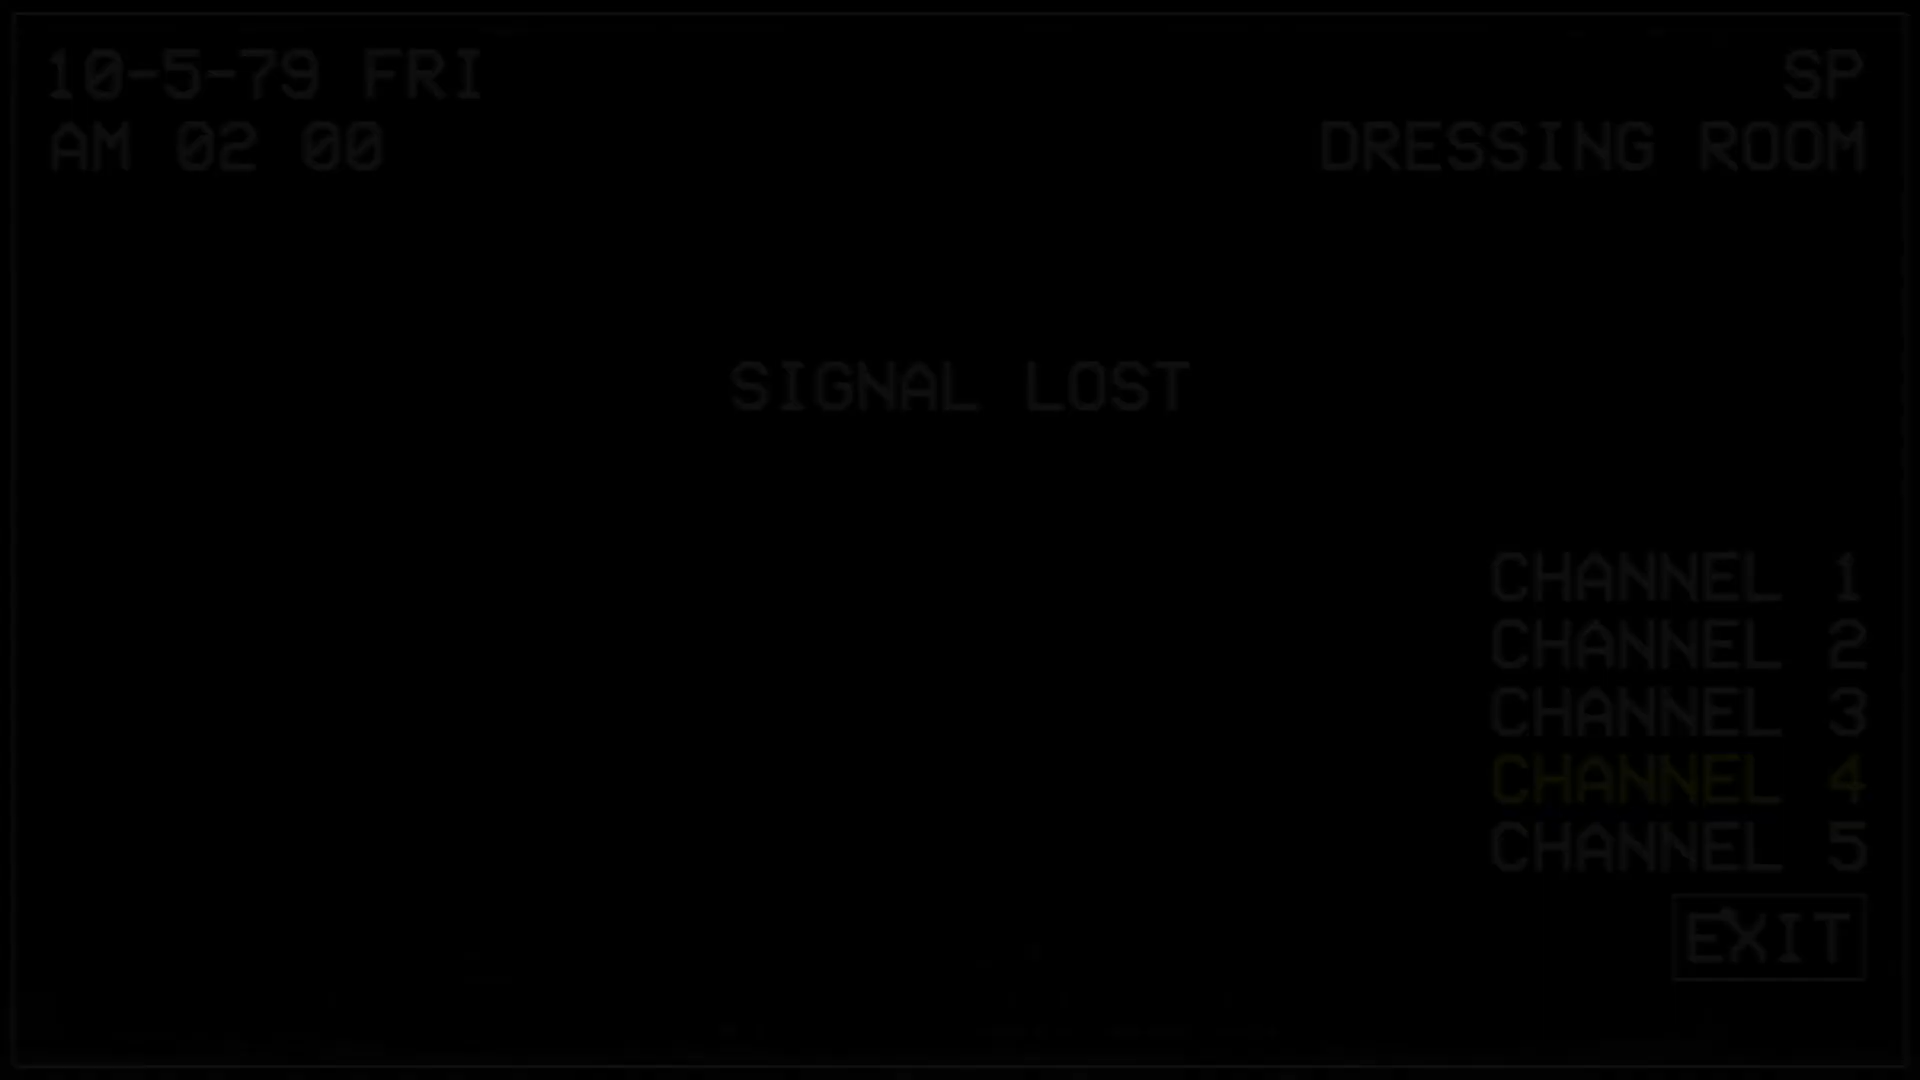 10-5-79 FRI
SP
AM 02 00
DRESSING ROOM
SIGNAL LOST
CHANNEL 1
CHANNEL 2
CHANNEL 3
CHANNEL 4
CHANNEL 5
EXIT